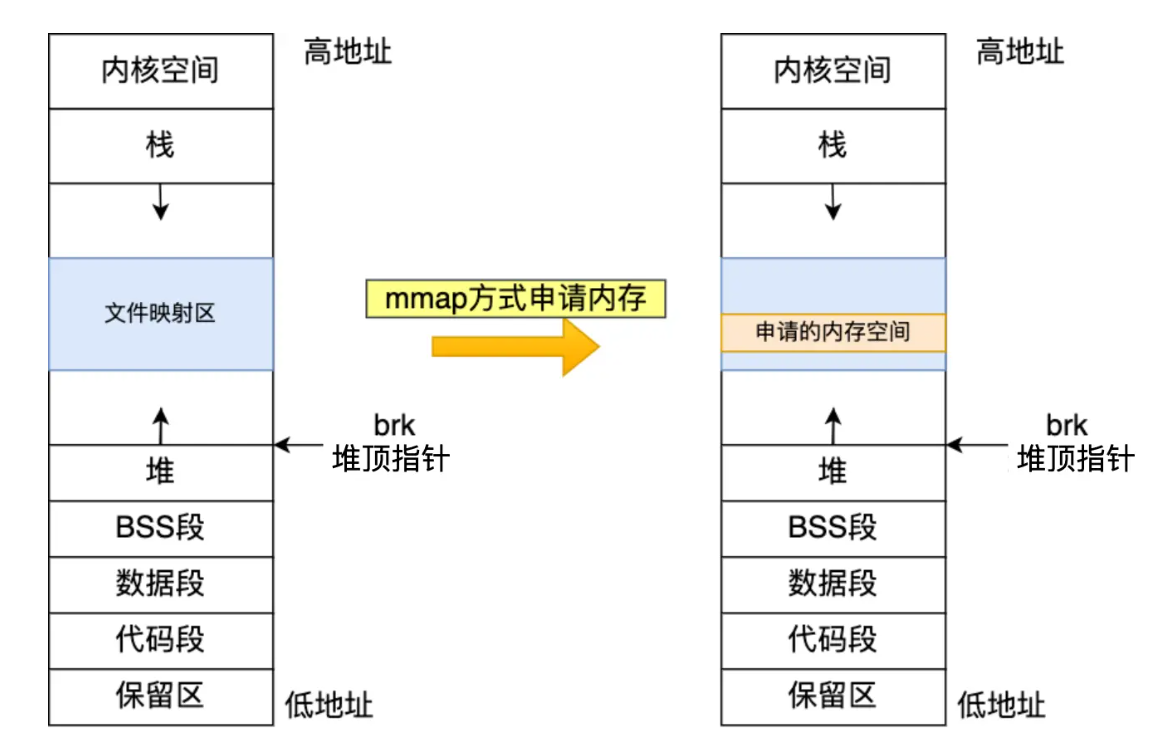 内核空间
高地址
栈
文件映射区
brk
堆顶指针
堆
BSS段
数据段
代码段
保留区
低地址
mmap方式申请内存
内核空间
高地址
栈
申请的内存空间
brk
堆顶指针
堆
BSS段
数据段
代码段
保留区
低地址